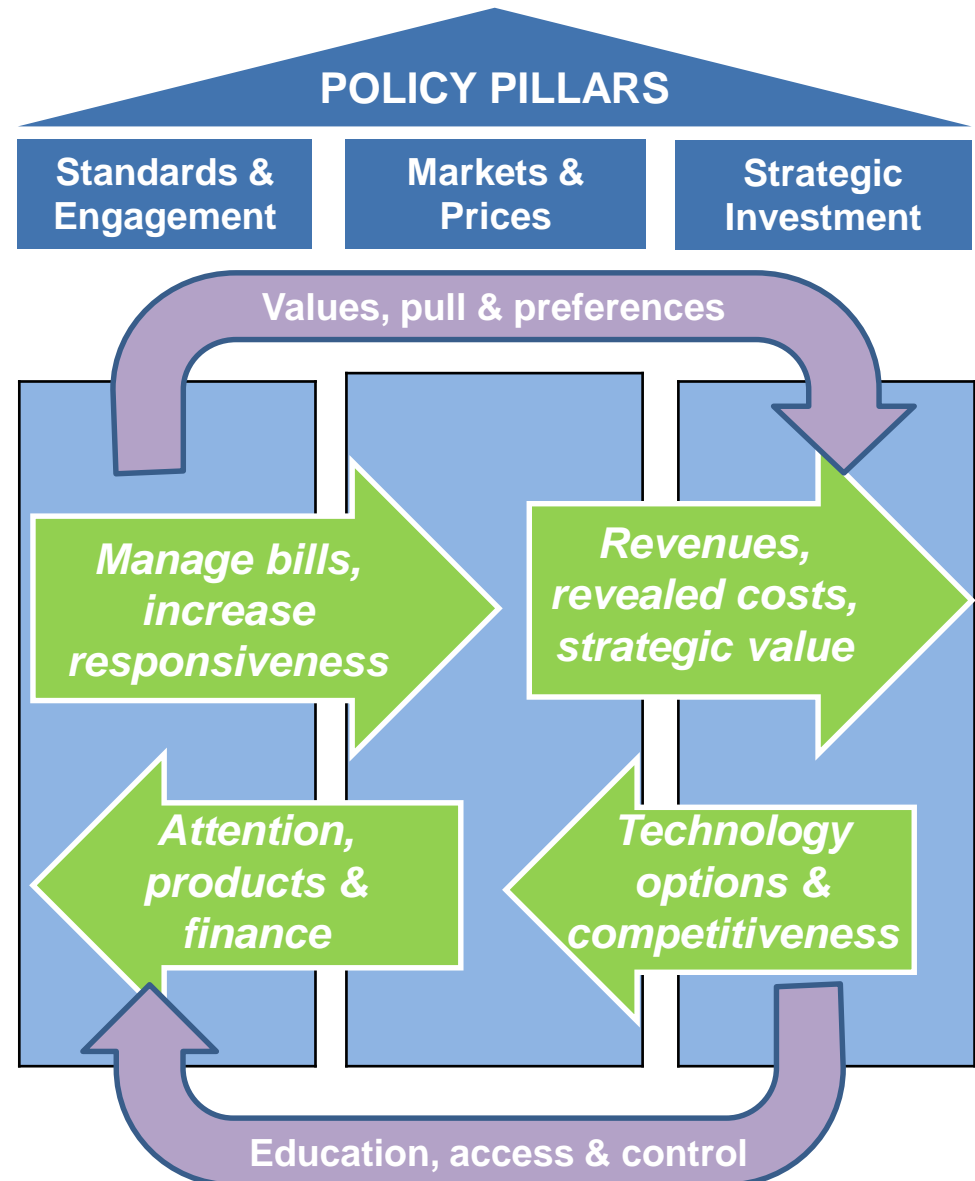 POLICY PILLARS
Standards &
Engagement
Markets &
Prices
Strategic
Investment
Values, pull & preferences
Manage bills,
increase
responsiveness
Revenues,
revealed costs,
strategic value
Attention,
products &
finance
Technology
options &
competitiveness
Education, access & control